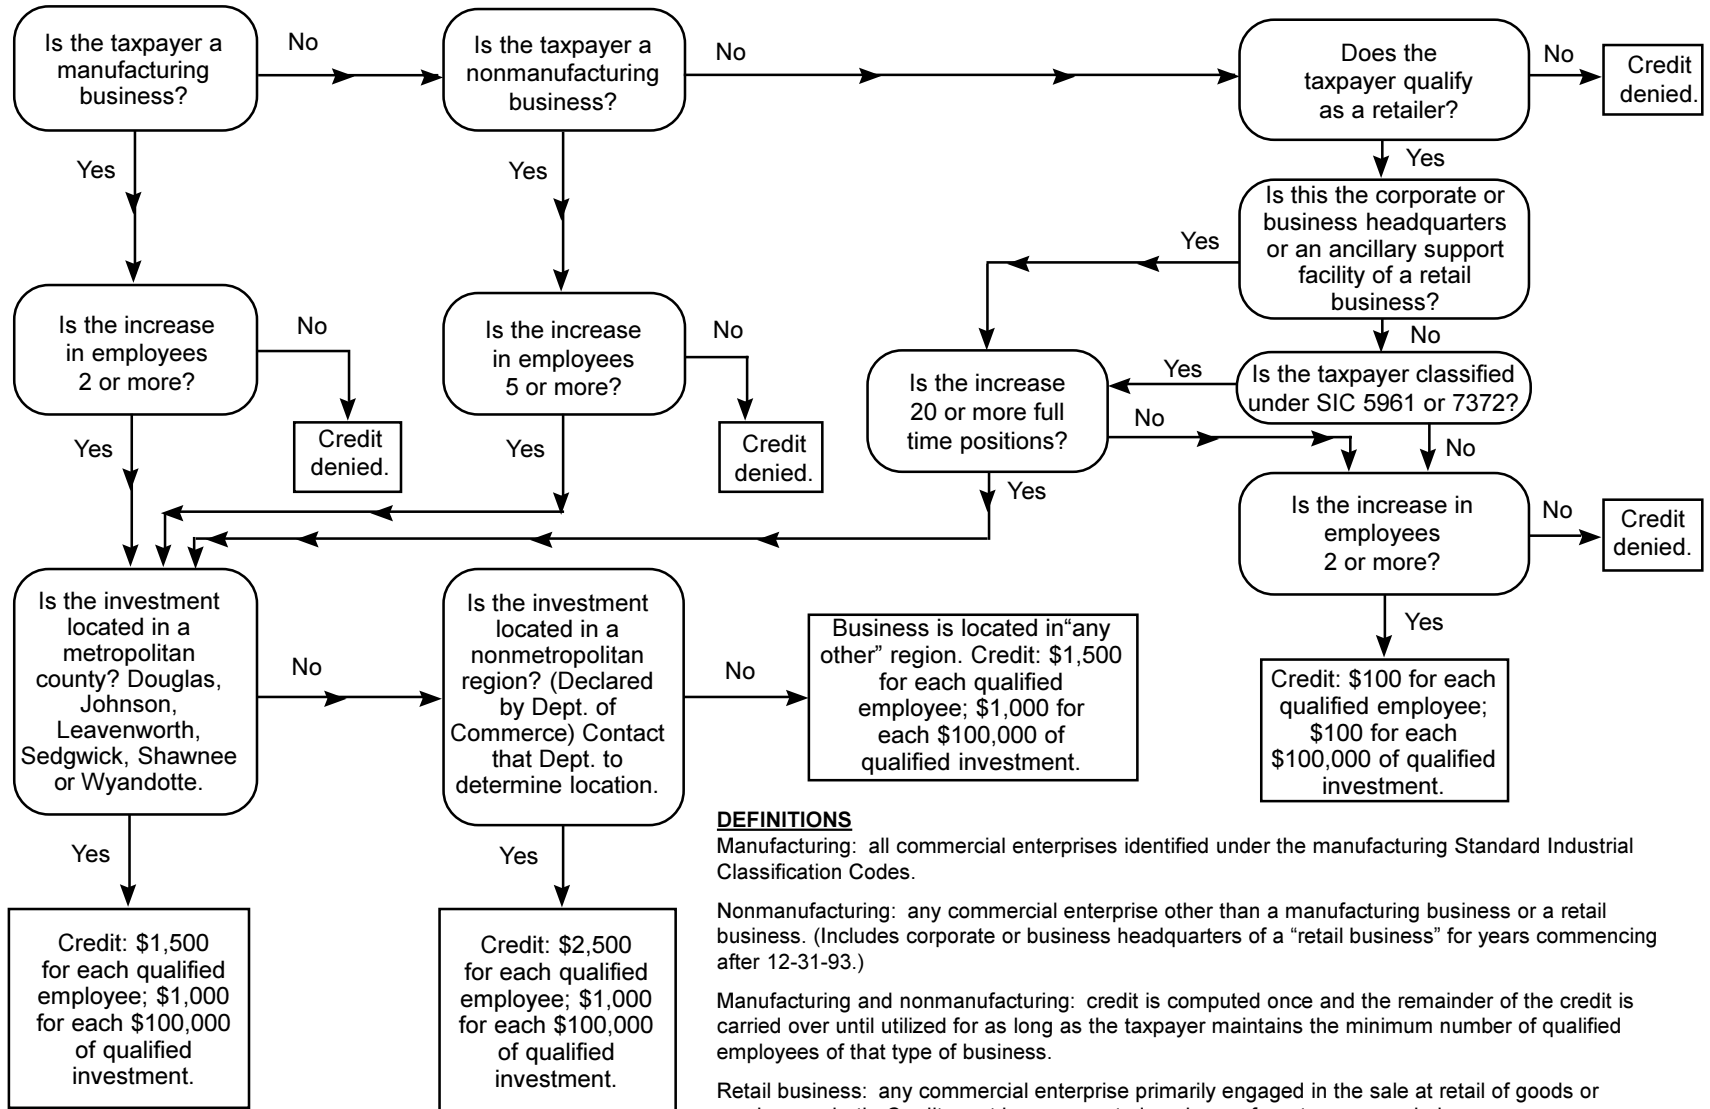 Is the taxpayer a
manufacturing
business?
No
Is the taxpayer a
nonmanufacturing
business?
No
Does the
taxpayer qualify
as a retailer?
No
Credit
denied.
Yes
Yes
Yes
Is this the corporate or
business headquarters
or an ancillary support
facility of a retail
business?
Yes
No
Is the increase
in employees
2 or more?
No
Credit
denied.
Is the increase
in employees
5 or more?
No
Credit
denied.
Is the increase
20 or more full
time positions?
Yes
Is the taxpayer classified
under SIC 5961 or 7372?
No
No
Yes
Yes
Yes
Is the increase in
employees
2 or more?
No
Credit
denied.
Yes
Is the investment
located in a
metropolitan
county? Douglas,
Johnson,
Leavenworth,
Sedgwick, Shawnee
or Wyandotte.
No
Is the investment
located in a
nonmetropolitan
region? (Declared
by Dept. of
Commerce) Contact
that Dept. to
determine location.
No
Business is located in“any
other” region. Credit: $1,500
for each qualified
employee; $1,000 for
each $100,000 of
qualified investment.
Credit: $100 for each
qualified employee;
$100 for each
$100,000 of qualified
investment.
Yes
Yes
Credit: $1,500
for each qualified
employee; $1,000
for each $100,000
of qualified
investment.
Credit: $2,500
for each qualified
employee; $1,000
for each $100,000
of qualified
investment.
DEFINITIONS
Manufacturing: all commercial enterprises identified under the manufacturing Standard Industrial
Classification Codes.
Nonmanufacturing: any commercial enterprise other than a manufacturing business or a retail
business. (Includes corporate or business headquarters of a “retail business” for years commencing
after 12-31-93.)
Manufacturing and nonmanufacturing: credit is computed once and the remainder of the credit is
carried over until utilized for as long as the taxpayer maintains the minimum number of qualified
employees of that type of business.
Retail business: any commercial enterprise primarily engaged in the sale at retail of goods or